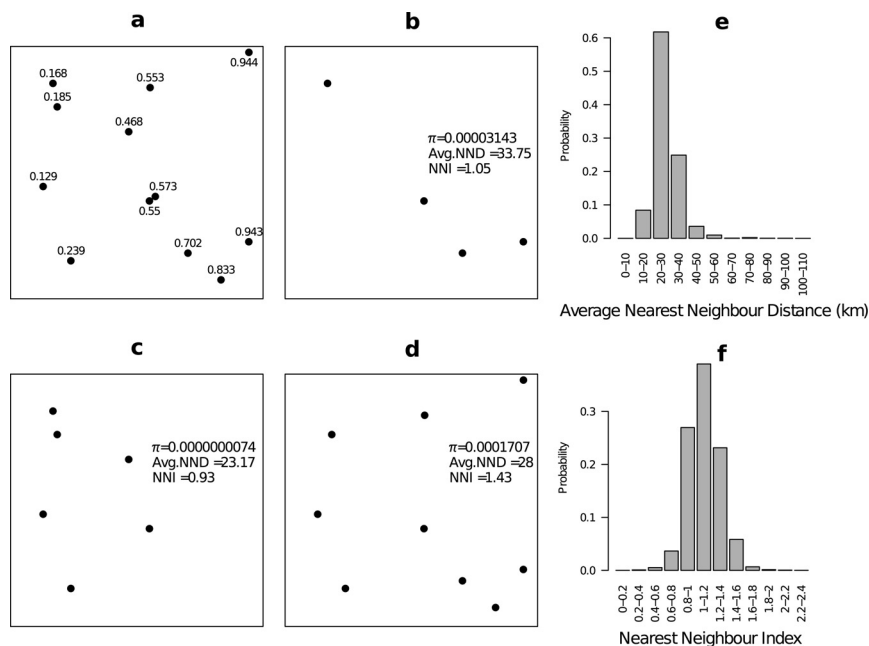 a
0.944
0.168
0.553
0.185
0.468
0.129
0.573
0.55
0.943
0.239
0.702
0.833
b
π=0.00003143
Avg.NND =33.75
NNI =1.05
e
Probability
0.6
0.5
0.4
0.3
0.2
0.1
0.0
0−10
10−20
20−30
30−40
40−50
50−60
60−70
70−80
80−90
90−100
100−110
Average Nearest Neighbour Distance (km)
c
π=0.0000000074
Avg.NND =23.17
NNI =0.93
d
π=0.0001707
Avg.NND =28
NNI =1.43
f
Probability
0.3
0.2
0.1
0.0
0−0.2
0.2−0.4
0.4−0.6
0.6−0.8
0.8−1
1−1.2
1.2−1.4
1.4−1.6
1.6−1.8
1.8−2
2−2.2
2.2−2.4
Nearest Neighbour Index